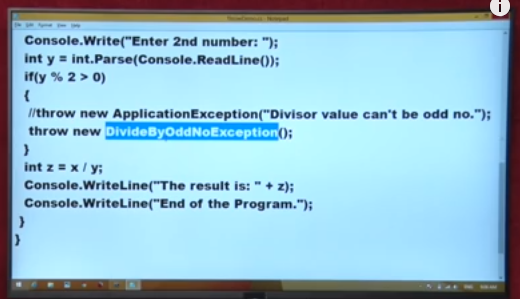 Console.Write("Enter 2nd number: ");
int y = int.Parse(Console.ReadLine());
if(y % 2 > 0)
{
//throw new ApplicationException("Divisor value can't be odd no.");
throw new DivideByOddNoException();
}
int z = x / y;
Console.WriteLine("The result is: " + z);
Console.WriteLine("End of the Program.");
}
}